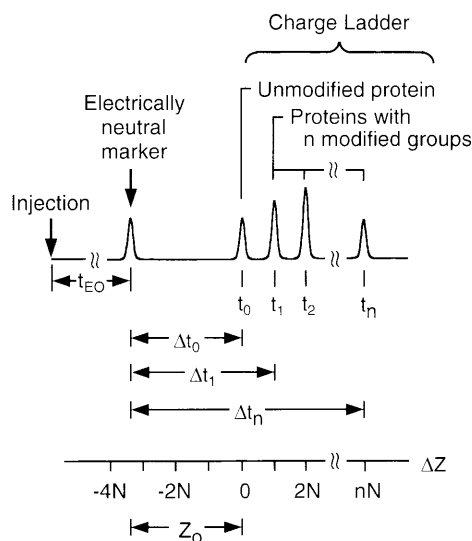 Charge Ladder
Unmodified protein
Electrically
neutral
marker
Proteins with
n modified groups
Injection
t_EO
t_0 t_1 t_2 t_n
Δt_0
Δt_1
Δt_n
ΔZ
-4N -2N 0 2N nN
Z_O